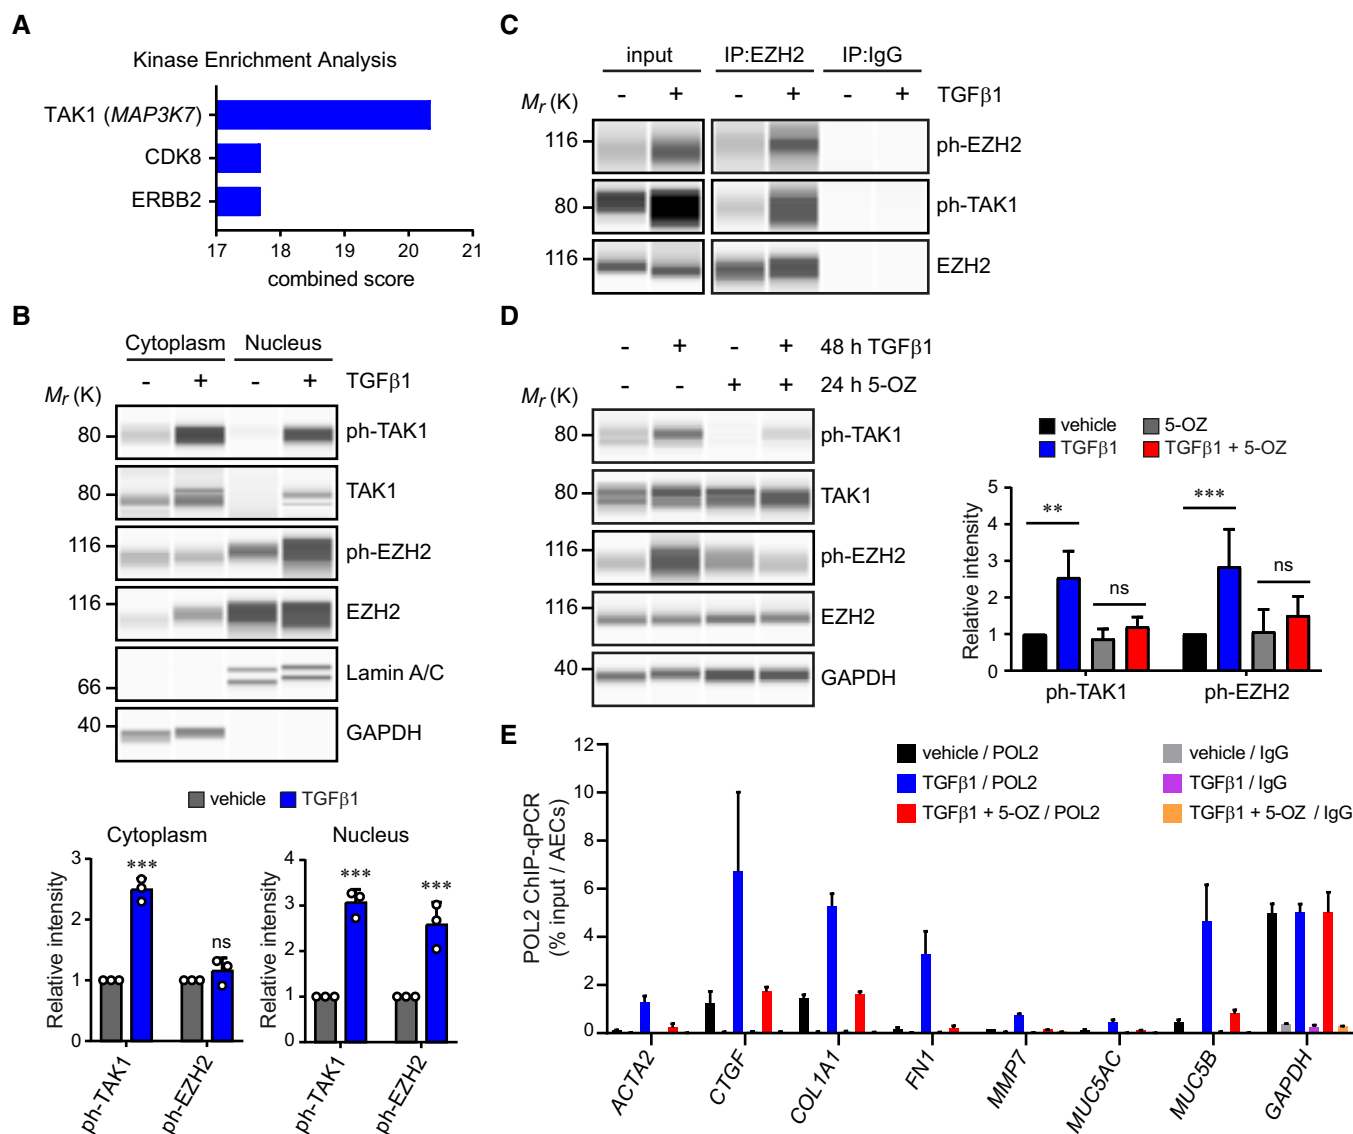 A
Kinase Enrichment Analysis
TAK1 (MAP3K7)
CDK8
ERBB2
17 18 19 20 21
combined score
B
Cytoplasm Nucleus
- + - + TGFβ1
Mr (K)
80 ph-TAK1
80 TAK1
116 ph-EZH2
116 EZH2
66 Lamin A/C
40 GAPDH
vehicle TGFβ1
Cytoplasm
Relative intensity
3
2
1
0
*** ns
ph-TAK1 ph-EZH2
Nucleus
Relative intensity
4
3
2
1
0
*** ***
ph-TAK1 ph-EZH2
C
input IP:EZH2 IP:IgG
- + - + - + TGFβ1
Mr (K)
116 ph-EZH2
80 ph-TAK1
116 EZH2
D
- + - + 48 h TGFβ1
- - + + 24 h 5-OZ
Mr (K)
80 ph-TAK1
80 TAK1
116 ph-EZH2
116 EZH2
40 GAPDH
vehicle 5-OZ
TGFβ1 TGFβ1 + 5-OZ
Relative intensity
5
4
3
2
1
0
** ns *** ns
ph-TAK1 ph-EZH2
E
POL2 ChIP-qPCR
(% input / AECs)
12
10
8
6
4
2
0
vehicle / POL2 vehicle / IgG
TGFβ1 / POL2 TGFβ1 / IgG
TGFβ1 + 5-OZ / POL2 TGFβ1 + 5-OZ / IgG
ACTA2 CTGF COL1A1 FN1 MMP7 MUC5AC MUC5B GAPDH